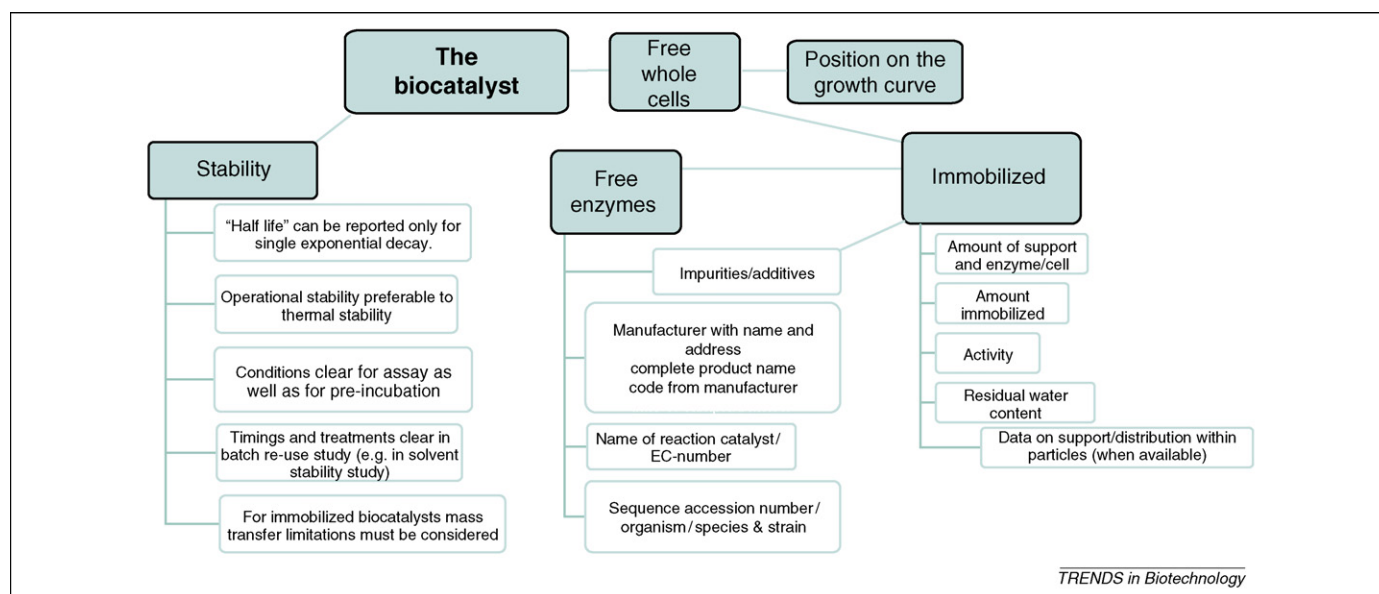 The
biocatalyst
Free
whole
cells
Position on the
growth curve
Stability
“Half life” can be reported only for
single exponential decay.
Operational stability preferable to
thermal stability
Conditions clear for assay as
well as for pre-incubation
Timings and treatments clear in
batch re-use study (e.g. in solvent
stability study)
For immobilized biocatalysts mass
transfer limitations must be considered
Free
enzymes
Impurities/additives
Manufacturer with name and
address
complete product name
code from manufacturer
Name of reaction catalyst/
EC-number
Sequence accession number/
organism/species & strain
Immobilized
Amount of support
and enzyme/cell
Amount
immobilized
Activity
Residual water
content
Data on support/distribution within
particles (when available)
TRENDS in Biotechnology